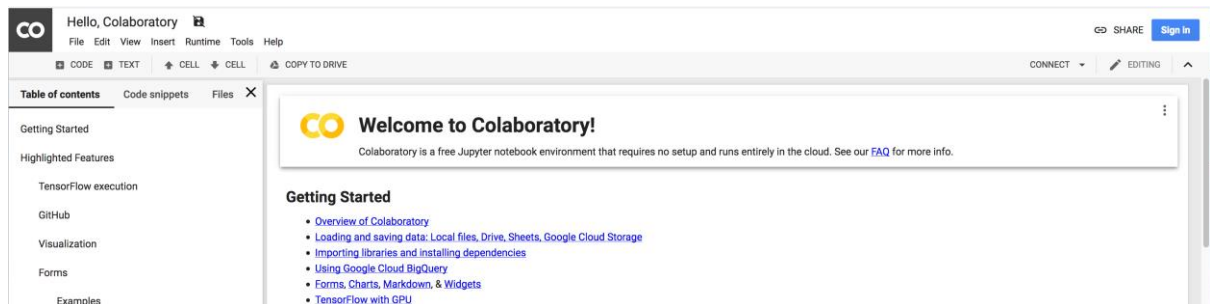 CO
Hello, Colaboratory
File Edit View Insert Runtime Tools Help
SHARE
Sign in
CODE TEXT CELL CELL COPY TO DRIVE
CONNECT EDITING
Table of contents Code snippets Files
Getting Started
Highlighted Features
TensorFlow execution
GitHub
Visualization
Forms
Examples
CO
Welcome to Colaboratory!
Colaboratory is a free Jupyter notebook environment that requires no setup and runs entirely in the cloud. See our FAQ for more info.
Getting Started
• Overview of Colaboratory
• Loading and saving data: Local files, Drive, Sheets, Google Cloud Storage
• Importing libraries and installing dependencies
• Using Google Cloud BigQuery
• Forms, Charts, Markdown, & Widgets
• TensorFlow with GPU